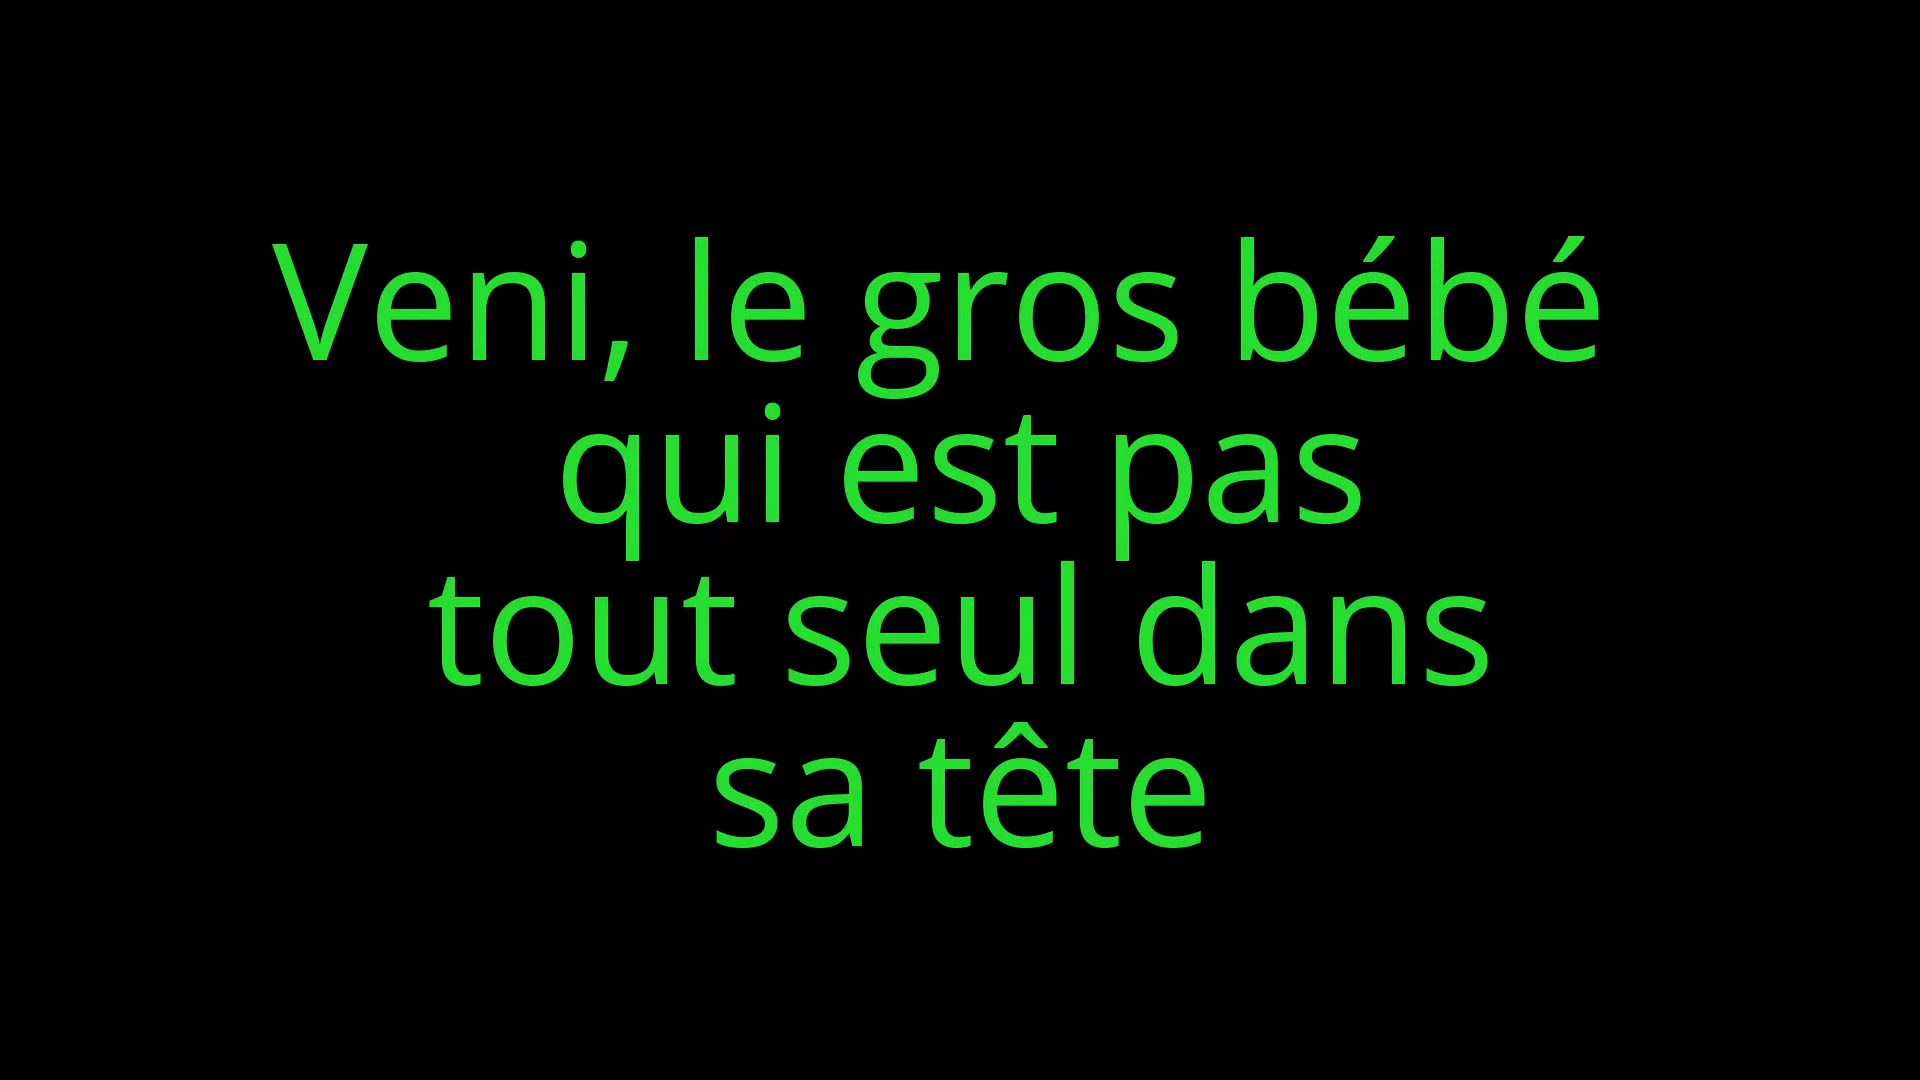 Veni, le gros bébé
qui est pas
tout seul dans
sa tête